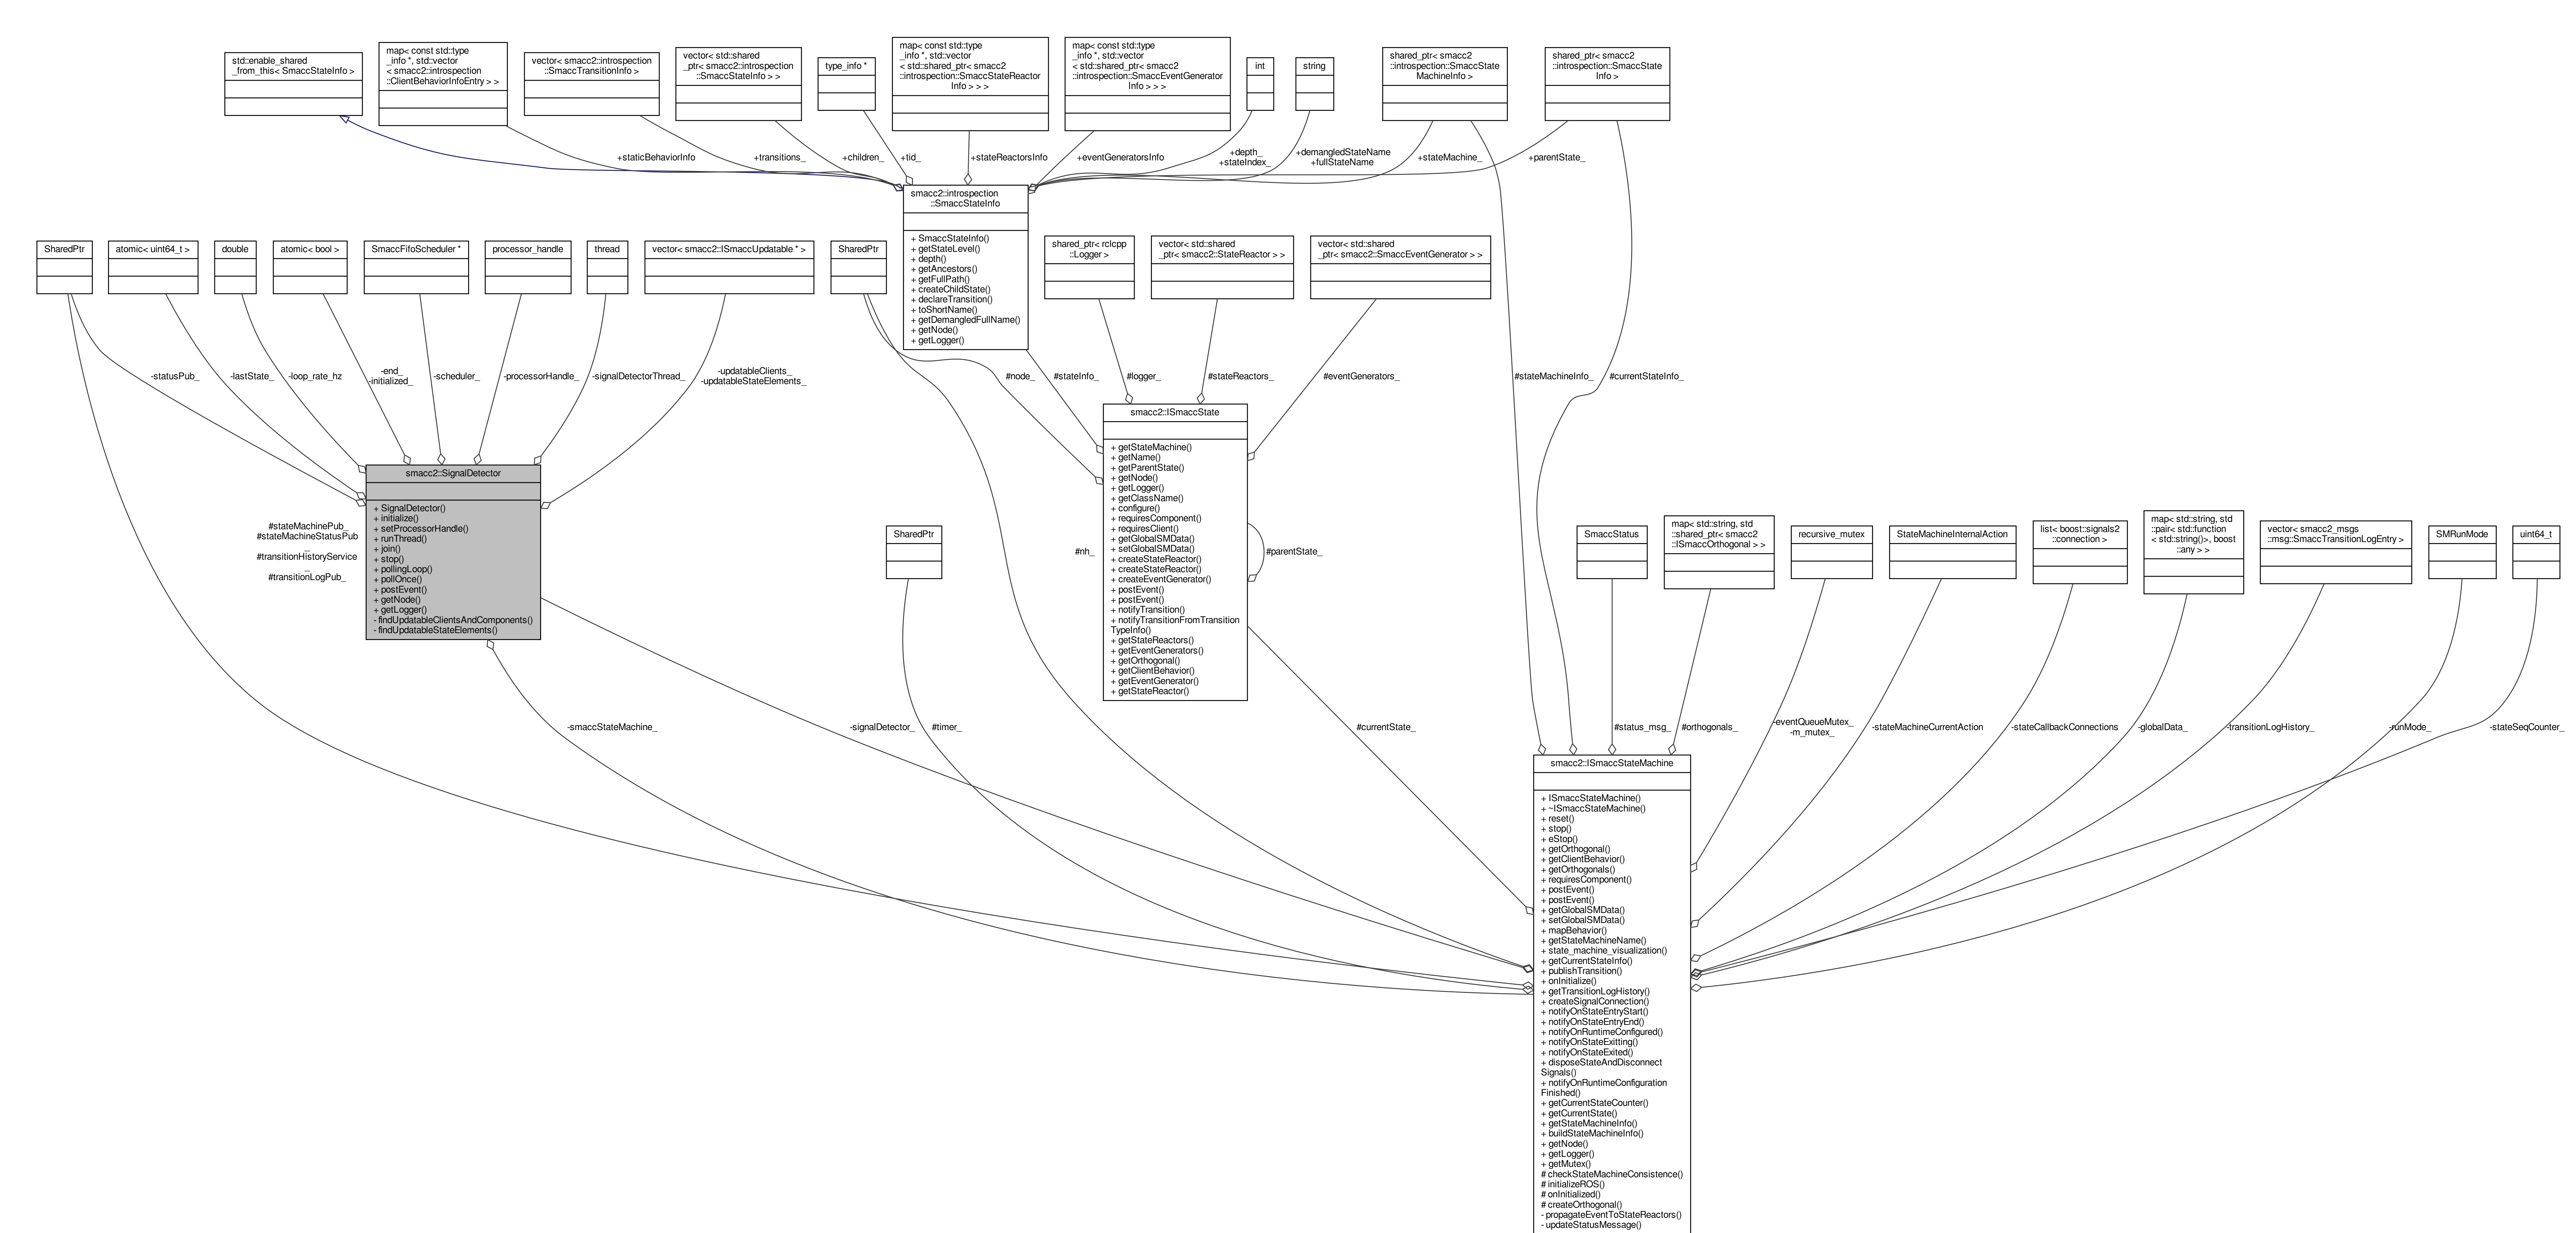 std::enable_shared
_from_this< SmaccStateInfo >
map< const std::type
_info *, std::vector
< smacc2::introspection
::ClientBehaviorInfoEntry > >
vector< smacc2::introspection
::SmaccTransitionInfo >
vector< std::shared
_ptr< smacc2::introspection
::SmaccStateInfo > >
type_info *
map< const std::type
_info *, std::vector
< std::shared_ptr< smacc2
::introspection::SmaccStateReactor
Info > > >
map< const std::type
_info *, std::vector
< std::shared_ptr< smacc2
::introspection::SmaccEventGenerator
Info > > >
int
string
shared_ptr< smacc2
::introspection::SmaccState
MachineInfo >
shared_ptr< smacc2
::introspection::SmaccState
Info >
+staticBehaviorInfo
+transitions_
+children_
+tid_
+stateReactorsInfo
+eventGeneratorsInfo
+depth_
+stateIndex_
+demangledStateName
+fullStateName
+stateMachine_
+parentState_
smacc2::introspection
::SmaccStateInfo
+ SmaccStateInfo()
+ getStateLevel()
+ depth()
+ getAncestors()
+ getFullPath()
+ createChildState()
+ declareTransition()
+ toShortName()
+ getDemangledFullName()
+ getNode()
+ getLogger()
SharedPtr
atomic< uint64_t >
double
atomic< bool >
SmaccFifoScheduler *
processor_handle
thread
vector< smacc2::ISmaccUpdatable * >
SharedPtr
shared_ptr< rclcpp
::Logger >
vector< std::shared
_ptr< smacc2::StateReactor > >
vector< std::shared
_ptr< smacc2::SmaccEventGenerator > >
-statusPub_
-lastState_
-loop_rate_hz
-end_
-initialized_
-scheduler_
-processorHandle_
-signalDetectorThread_
-updatableClients_
-updatableStateElements_
#node_
#stateInfo_
#logger_
#stateReactors_
#eventGenerators_
#stateMachineInfo_
#currentStateInfo_
smacc2::SignalDetector
+ SignalDetector()
+ initialize()
+ setProcessorHandle()
+ runThread()
+ join()
+ stop()
+ pollingLoop()
+ pollOnce()
+ postEvent()
+ getNode()
+ getLogger()
- findUpdatableClientsAndComponents()
- findUpdatableStateElements()
#stateMachinePub_
#stateMachineStatusPub
_
#transitionHistoryService
_
#transitionLogPub_
smacc2::ISmaccState
+ getStateMachine()
+ getName()
+ getParentState()
+ getNode()
+ getLogger()
+ getClassName()
+ configure()
+ requiresComponent()
+ requiresClient()
+ getGlobalSMData()
+ setGlobalSMData()
+ createStateReactor()
+ createStateReactor()
+ createEventGenerator()
+ postEvent()
+ postEvent()
+ notifyTransition()
+ notifyTransitionFromTransition
TypeInfo()
+ getStateReactors()
+ getEventGenerators()
+ getOrthogonal()
+ getClientBehavior()
+ getEventGenerator()
+ getStateReactor()
#nh_
#parentState_
SharedPtr
SmaccStatus
map< std::string, std
::shared_ptr< smacc2
::ISmaccOrthogonal > >
recursive_mutex
StateMachineInternalAction
list< boost::signals2
::connection >
map< std::string, std
::pair< std::function
< std::string()>, boost
::any > >
vector< smacc2_msgs
::msg::SmaccTransitionLogEntry >
SMRunMode
uint64_t
-smaccStateMachine_
-signalDetector_
#timer_
#currentState_
#status_msg_
#orthogonals_
-eventQueueMutex_
-m_mutex_
-stateMachineCurrentAction
-stateCallbackConnections
-globalData_
-transitionLogHistory_
-runMode_
-stateSeqCounter_
smacc2::ISmaccStateMachine
+ ISmaccStateMachine()
+ ~ISmaccStateMachine()
+ reset()
+ stop()
+ eStop()
+ getOrthogonal()
+ getClientBehavior()
+ getOrthogonals()
+ requiresComponent()
+ postEvent()
+ postEvent()
+ getGlobalSMData()
+ setGlobalSMData()
+ mapBehavior()
+ getStateMachineName()
+ state_machine_visualization()
+ getCurrentStateInfo()
+ publishTransition()
+ onInitialize()
+ getTransitionLogHistory()
+ createSignalConnection()
+ notifyOnStateEntryStart()
+ notifyOnStateEntryEnd()
+ notifyOnRuntimeConfigured()
+ notifyOnStateExitting()
+ notifyOnStateExited()
+ disposeStateAndDisconnect
Signals()
+ notifyOnRuntimeConfiguration
Finished()
+ getCurrentStateCounter()
+ getCurrentState()
+ getStateMachineInfo()
+ buildStateMachineInfo()
+ getNode()
+ getLogger()
+ getMutex()
# checkStateMachineConsistence()
# initializeROS()
# onInitialized()
# createOrthogonal()
- propagateEventToStateReactors()
- updateStatusMessage()